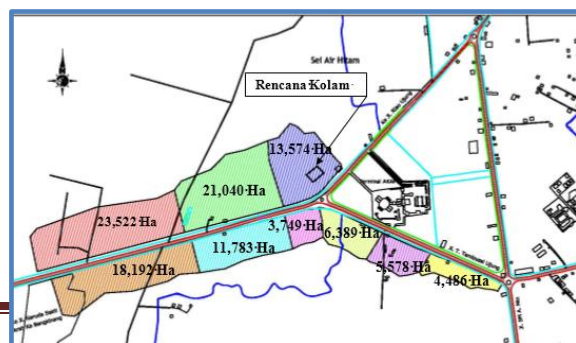 Sei Air Hitam
Rencana Kolam
13,574 Ha
21,040 Ha
23,522 Ha
3,749 Ha
6,389 Ha
11,783 Ha
5,578 Ha
18,192 Ha
4,486 Ha